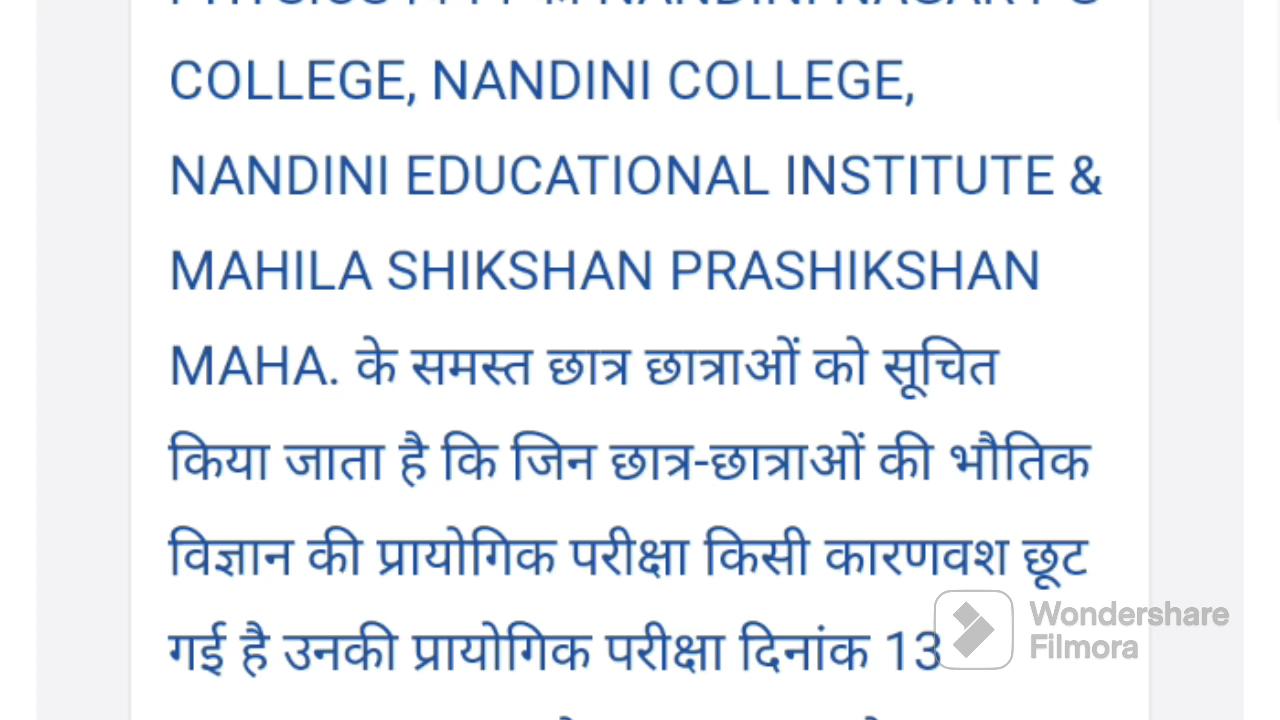 COLLEGE, NANDINI COLLEGE,
NANDINI EDUCATIONAL INSTITUTE &
MAHILA SHIKSHAN PRASHIKSHAN
MAHA. के समस्त छात्र छात्राओं को सूचित
किया जाता है कि जिन छात्र-छात्राओं की भौतिक
विज्ञान की प्रायोगिक परीक्षा किसी कारणवश छूट
गई है उनकी प्रायोगिक परीक्षा दिनांक 13
Wondershare
Filmora